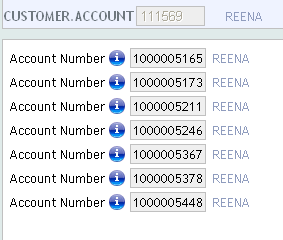 CUSTOMER.ACCOUNT 111569 REENA
Account Number 1000005165 REENA
Account Number 1000005173 REENA
Account Number 1000005211 REENA
Account Number 1000005246 REENA
Account Number 1000005367 REENA
Account Number 1000005378 REENA
Account Number 1000005448 REENA